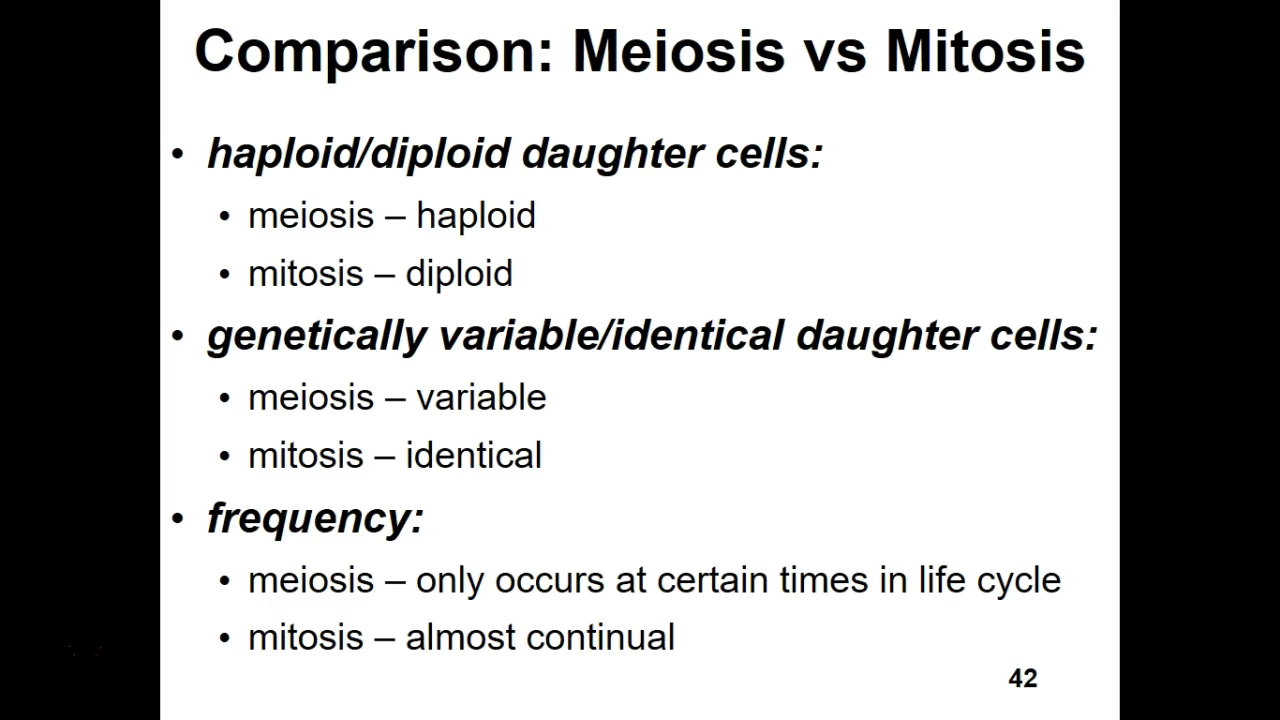 Comparison: Meiosis vs Mitosis
• haploid/diploid daughter cells:
• meiosis – haploid
• mitosis – diploid
• genetically variable/identical daughter cells:
• meiosis – variable
• mitosis – identical
• frequency:
• meiosis – only occurs at certain times in life cycle
• mitosis – almost continual
42